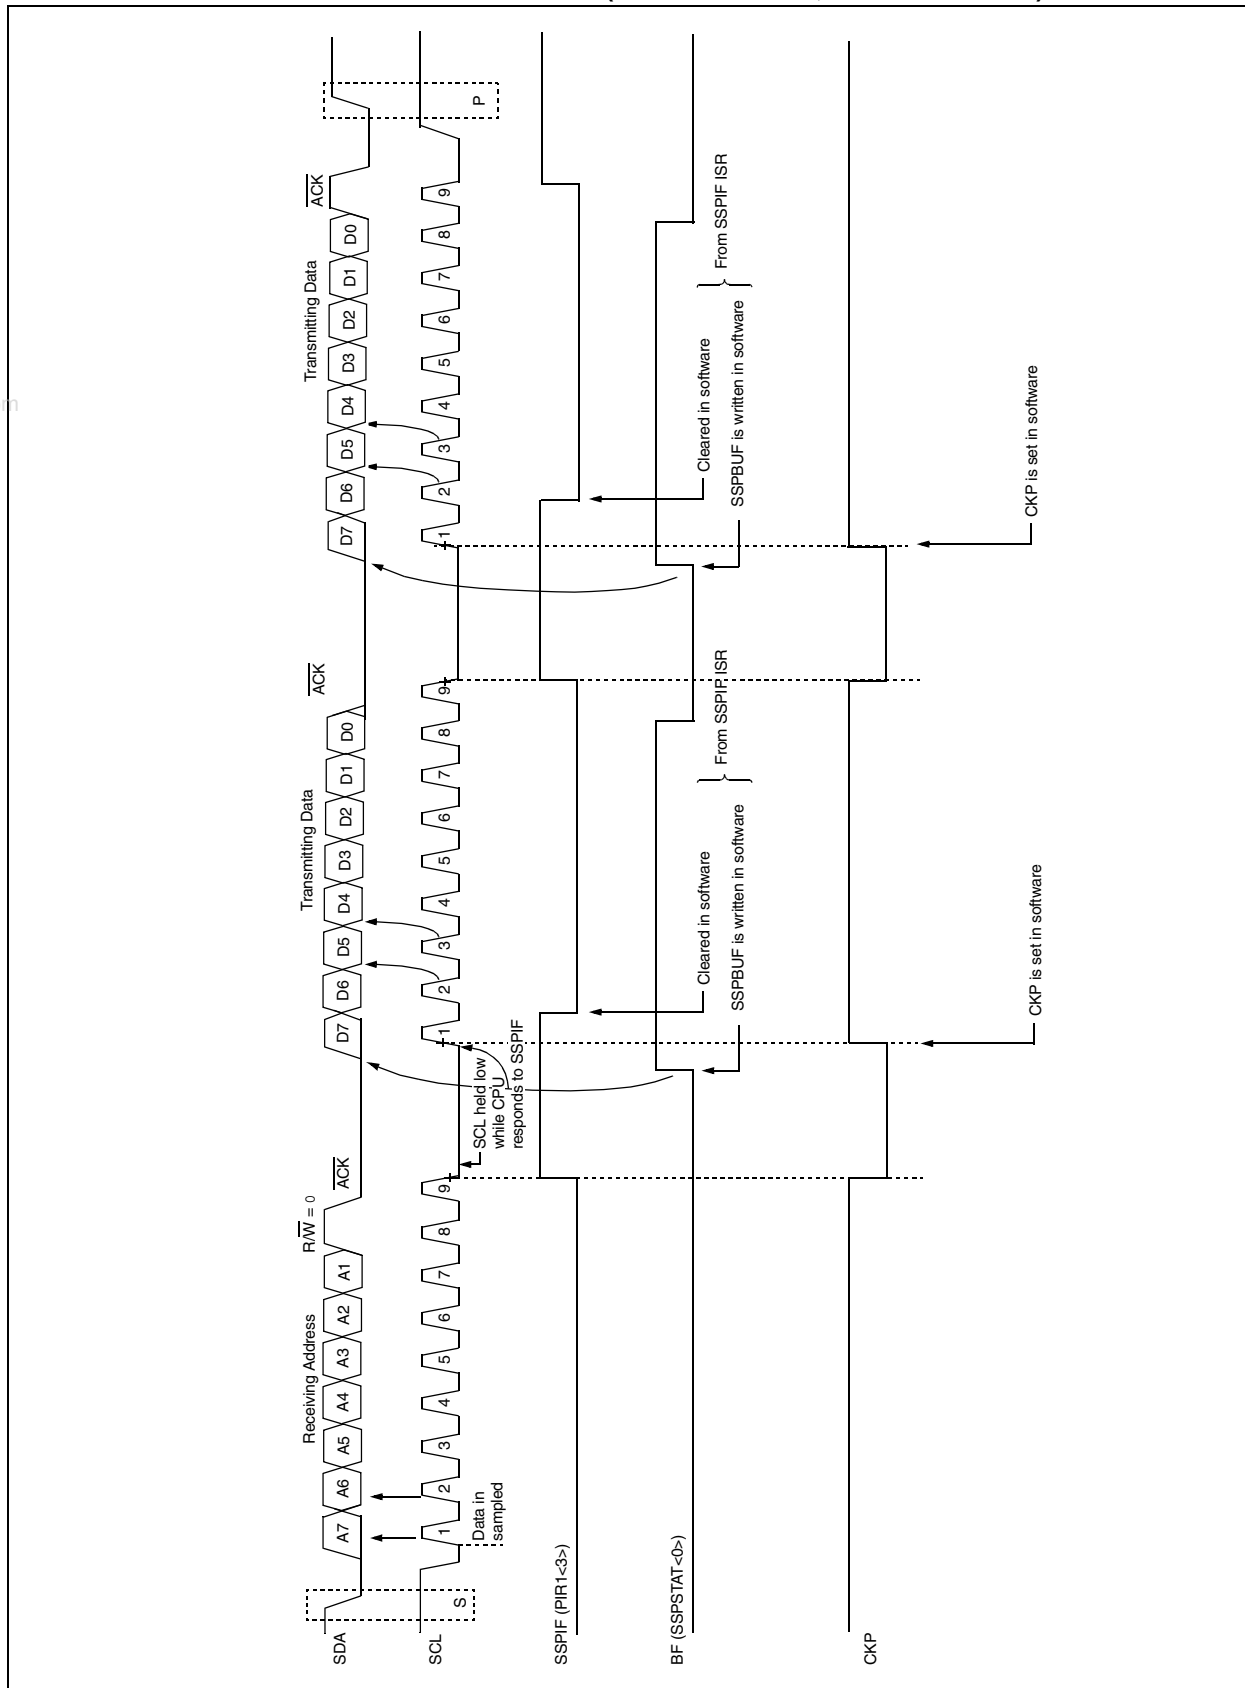 Receiving Address
R/W̅ = 0
A̅C̅K̅
Transmitting Data
A̅C̅K̅
Transmitting Data
A̅C̅K̅
SDA
A7 A6 A5 A4 A3 A2 A1
D7 D6 D5 D4 D3 D2 D1 D0
D7 D6 D5 D4 D3 D2 D1 D0
SCL
S
1 2 3 4 5 6 7 8 9
1 2 3 4 5 6 7 8 9
1 2 3 4 5 6 7 8 9
P
Data in
sampled
SCL held low
while CPU
responds to SSPIF
SSPIF (PIR1<3>)
BF (SSPSTAT<0>)
Cleared in software
SSPBUF is written in software
From SSPIF ISR
Cleared in software
SSPBUF is written in software
From SSPIF ISR
CKP
CKP is set in software
CKP is set in software
m